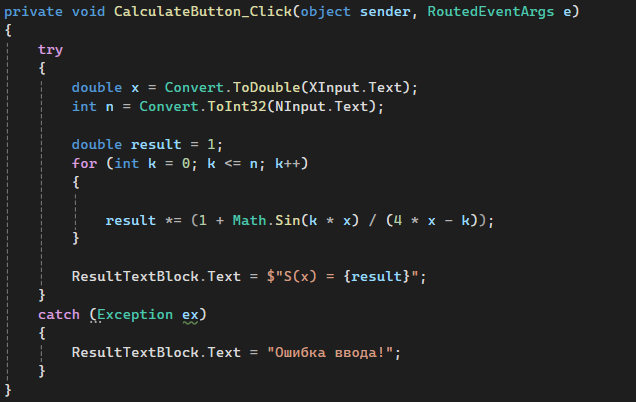 private void CalculateButton_Click(object sender, RoutedEventArgs e)
{
    try
    {
        double x = Convert.ToDouble(XInput.Text);
        int n = Convert.ToInt32(NInput.Text);

        double result = 1;
        for (int k = 0; k <= n; k++)
        {

            result *= (1 + Math.Sin(k * x) / (4 * x - k));
        }

        ResultTextBlock.Text = $"S(x) = {result}";
    }
    catch (Exception ex)
    {
        ResultTextBlock.Text = "Ошибка ввода!";
    }
}